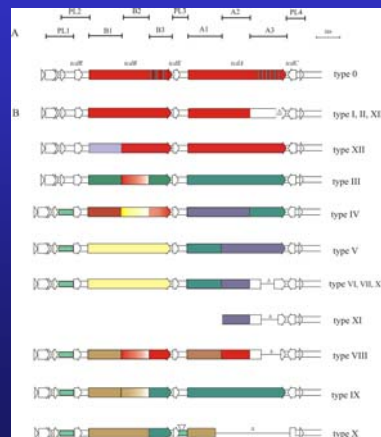 PL2 B2 PL3 A2 PL4
A PL1 B1 B3 A1 A3
type 0
B type I, II, XI
type XII
type III
type IV
type V
type VI, VII, X
type XI
type VIII
type IX
type X